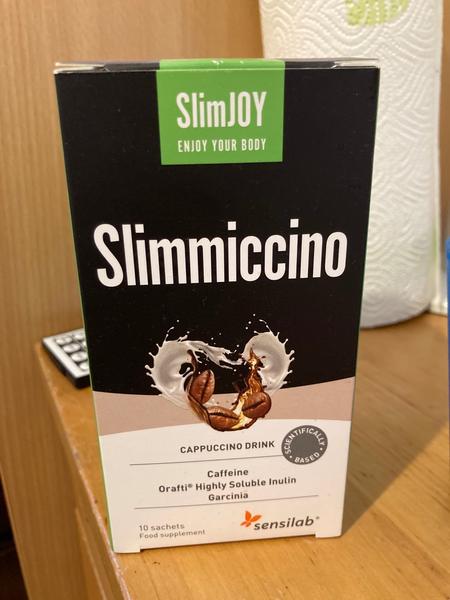 SlimJOY
ENJOY YOUR BODY
Slimmiccino
CAPPUCCINO DRINK
SCIENTIFICALLY
• BASED •
Caffeine
Orafti® Highly Soluble Inulin
Garcinia
10 sachets
Food supplement
sensilab®